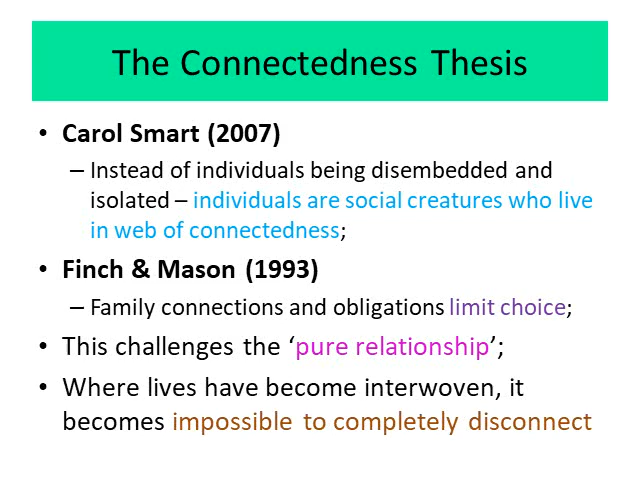 The Connectedness Thesis
• Carol Smart (2007)
– Instead of individuals being disembedded and
isolated – individuals are social creatures who live
in web of connectedness;
• Finch & Mason (1993)
– Family connections and obligations limit choice;
• This challenges the ‘pure relationship’;
• Where lives have become interwoven, it
becomes impossible to completely disconnect